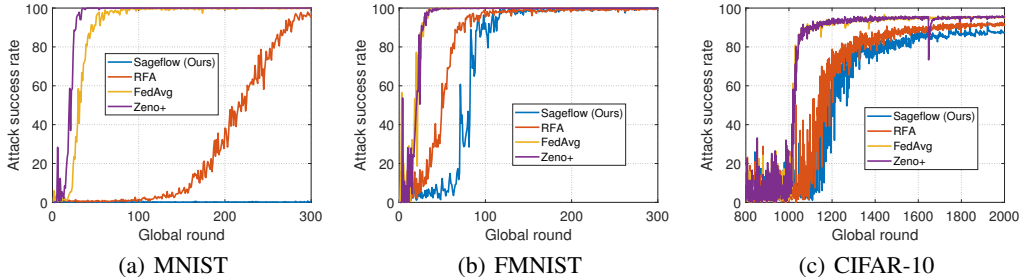 Attack success rate
100
80
60
40
20
0
Sageflow (Ours)
RFA
FedAvg
Zeno+
0 100 200 300
Global round
(a) MNIST
Attack success rate
100
80
60
40
20
0
Sageflow (Ours)
RFA
FedAvg
Zeno+
0 100 200 300
Global round
(b) FMNIST
Attack success rate
100
80
60
40
20
0
Sageflow (Ours)
RFA
FedAvg
Zeno+
800 1000 1200 1400 1600 1800 2000
Global round
(c) CIFAR-10